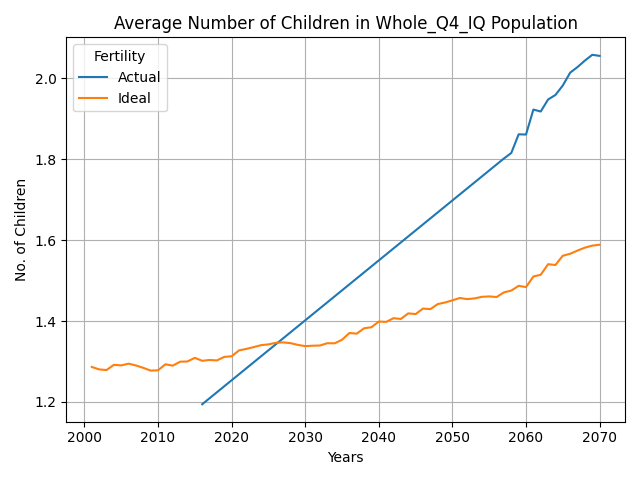 Average Number of Children in Whole_Q4_IQ Population
Fertility
Actual
Ideal
No. of Children
2.0
1.8
1.6
1.4
1.2
2000 2010 2020 2030 2040 2050 2060 2070
Years